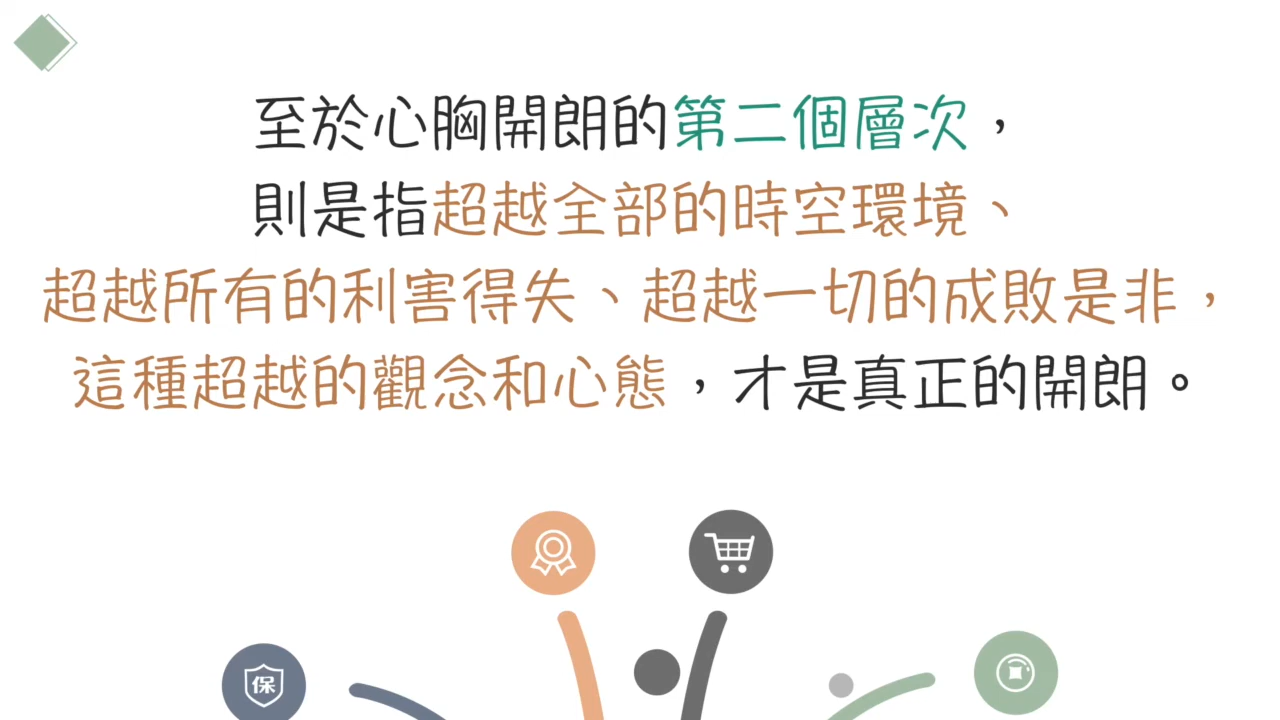 至於心胸開朗的第二個層次，
則是指超越全部的時空環境、
超越所有的利害得失、超越一切的成敗是非，
這種超越的觀念和心態，才是真正的開朗。
保